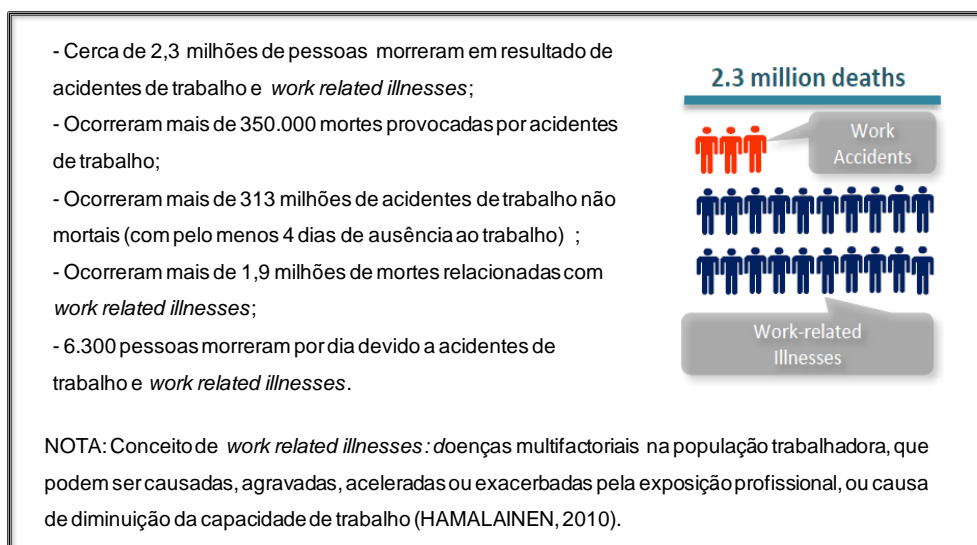 - Cerca de 2,3 milhões de pessoas morreram em resultado de
acidentes de trabalho e work related illnesses;
- Ocorreram mais de 350.000 mortes provocadas por acidentes
de trabalho;
- Ocorreram mais de 313 milhões de acidentes de trabalho não
mortais (com pelo menos 4 dias de ausência ao trabalho) ;
- Ocorreram mais de 1,9 milhões de mortes relacionadas com
work related illnesses;
- 6.300 pessoas morreram por dia devido a acidentes de
trabalho e work related illnesses.
2.3 million deaths
Work
Accidents
Work-related
Illnesses
NOTA: Conceito de work related illnesses: doenças multifactoriais na população trabalhadora, que
podem ser causadas, agravadas, aceleradas ou exacerbadas pela exposição profissional, ou causa
de diminuição da capacidade de trabalho (HAMALAINEN, 2010).